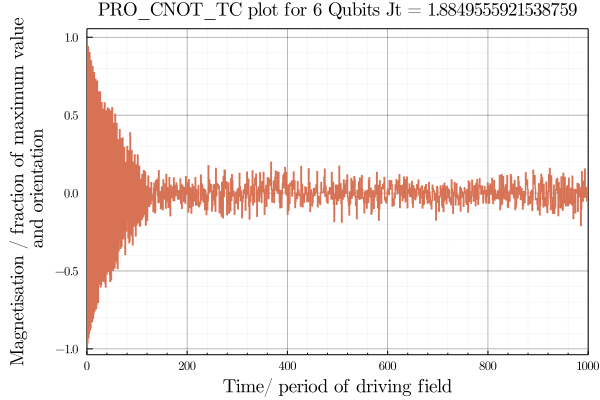 PRO_CNOT_TC plot for 6 Qubits Jt = 1.8849555921538759
Magnetisation / fraction of maximum value
and orientation
1.0
0.5
0.0
−0.5
−1.0
0 200 400 600 800 1000
Time/ period of driving field